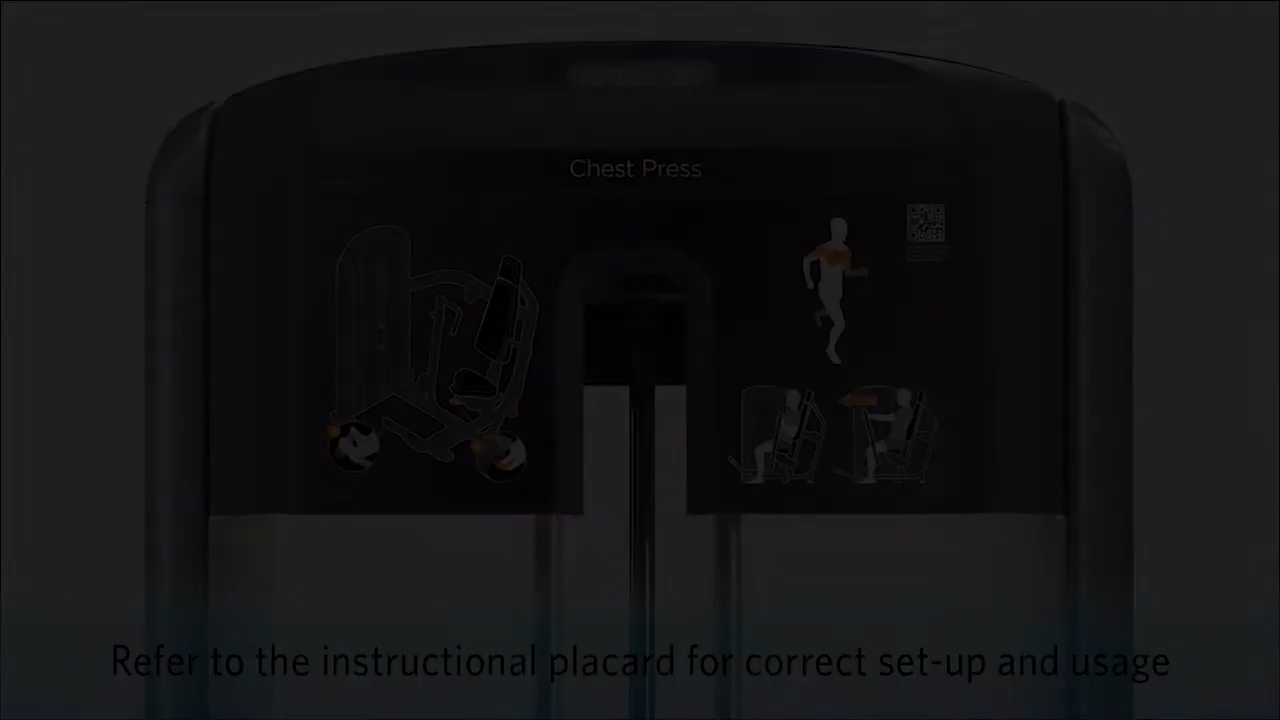 Chest Press
Refer to the instructional placard for correct set-up and usage